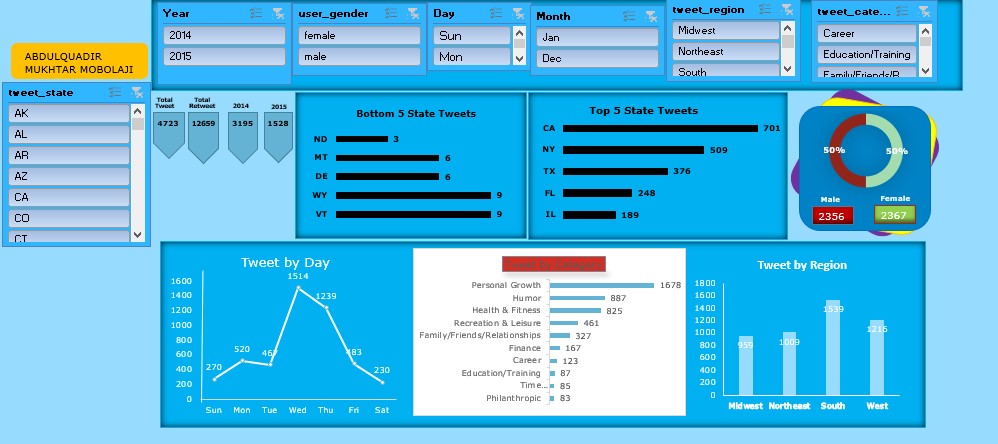 Year
2014
2015
user_gender
female
male
Day
Sun
Mon
Month
Jan
Dec
tweet_region
Midwest
Northeast
South
tweet_cate...
Career
Education/Training
Family/Friends/R
ABDULQUADIR
MUKHTAR MOBOLAJI
tweet_state
AK
AL
AR
AZ
CA
CO
CT
Total Tweet
4723
Total Retweet
12659
2014
3195
2015
1528
Bottom 5 State Tweets
ND 3
MT 6
DE 6
WY 9
VT 9
Top 5 State Tweets
CA 701
NY 509
TX 376
FL 248
IL 189
50% 50%
Male Female
2356 2367
Tweet by Day
1600
1400
1200
1000
800
600
400
200
0
270
520
467
1514
1239
483
230
Sun Mon Tue Wed Thu Fri Sat
Personal Growth 1678
Humor 887
Health & Fitness 825
Recreation & Leisure 461
Family/Friends/Relationships 327
Finance 167
Career 123
Education/Training 87
Time... 85
Philanthropic 83
Tweet by Region
1800
1600
1400
1200
1000
800
600
400
200
0
959
1009
1539
1216
Midwest Northeast South West